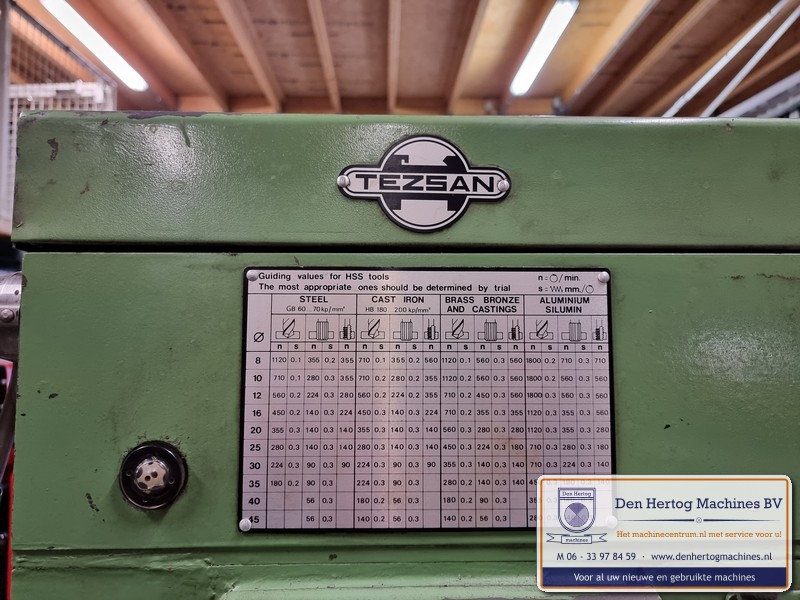 TEZSAN
Guiding values for HSS tools n = / min.
The most appropriate ones should be determined by trial s = mm./
STEEL CAST IRON BRASS BRONZE AND CASTINGS ALUMINIUM SILUMIN
GB 60 .. 70 kp/mm² HB 180 .. 200 kp/mm²
Ø n s n s n n s n s n n s n s n n s n s n
8 1120 0.1 355 0.2 355 710 0.1 355 0.2 560 1120 0.1 560 0.3 560 1800 0.2 710 0.3 710
10 710 0.1 280 0.3 355 710 0.2 280 0.2 355 1120 0.2 560 0.3 560 1800 0.2 560 0.3 560
12 560 0.2 224 0.3 280 560 0.2 224 0.3 355 710 0.2 450 0.3 560 1800 0.3 560 0.3 560
16 450 0.2 140 0.3 224 450 0.3 140 0.3 224 710 0.2 355 0.3 355 1120 0.3 355 0.3 355
20 355 0.3 140 0.3 140 355 0.3 140 0.3 140 560 0.3 280 0.3 280 1120 0.3 355 0.3 280
25 280 0.3 140 0.3 140 280 0.3 140 0.3 140 450 0.3 224 0.3 180 710 0.3 280 0.3 280
30 224 0.3 90 0.3 90 224 0.3 90 0.3 90 355 0.3 140 0.3 140 710 0.3 224 0.3 140
35 180 0.2 90 0.3 224 0.3 90 0.3 280 0.2 140 0.3 140
40 56 0.3 180 0.2 56 0.3 180 0.2 90 0.3
45 56 0.3 140 0.2 56 0.3 140 0.2 56 0.3
Den Hertog
machines
Den Hertog Machines BV
Het machinecentrum.nl met service voor u!
M 06 - 33 97 84 59 · www.denhertogmachines.nl
Voor al uw nieuwe en gebruikte machines